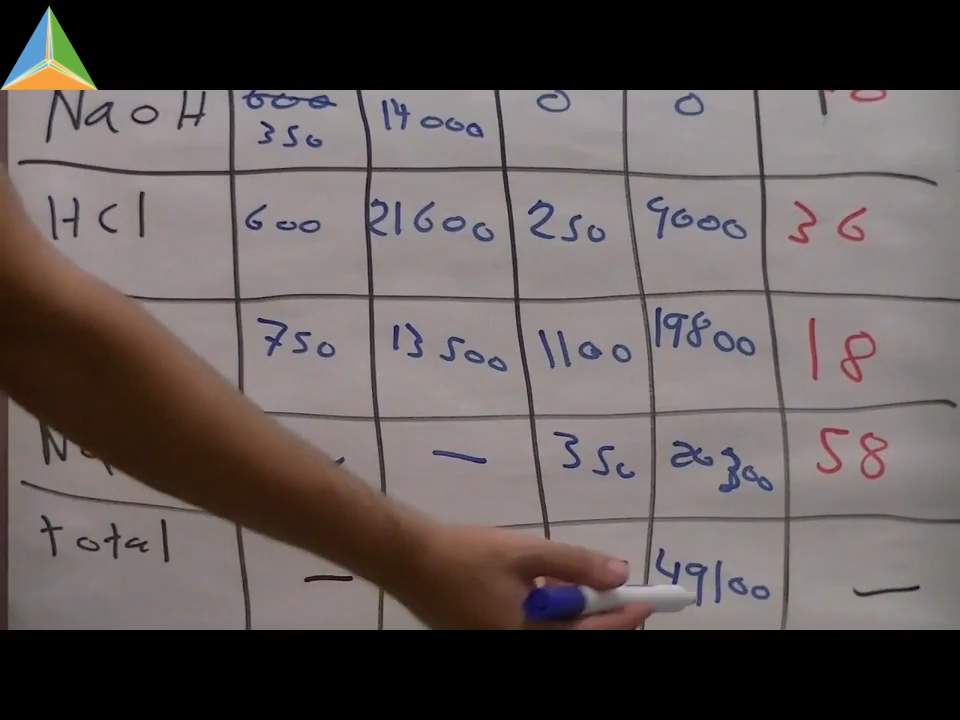 NaOH 600 14000 0 0
350
HCl 600 21600 250 9000 36
750 13500 1100 19800 18
— 350 20300 58
total — 49100 —